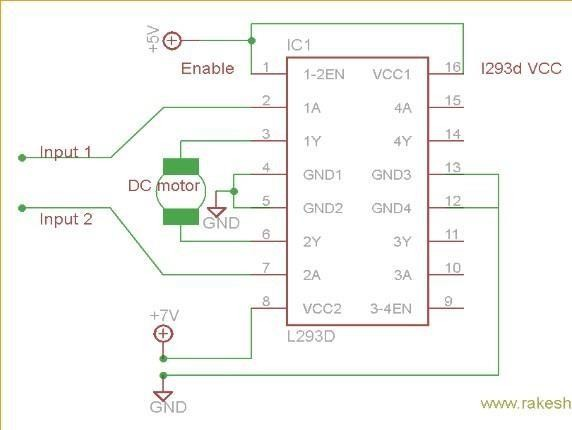 +5V
IC1
Enable
1
1-2EN
VCC1
16
l293d VCC
2
1A
4A
15
Input 1
3
1Y
4Y
14
4
GND1
GND3
13
DC motor
5
GND2
GND4
12
GND
Input 2
6
2Y
3Y
11
7
2A
3A
10
8
VCC2
3-4EN
9
+7V
L293D
GND
www.rakesh